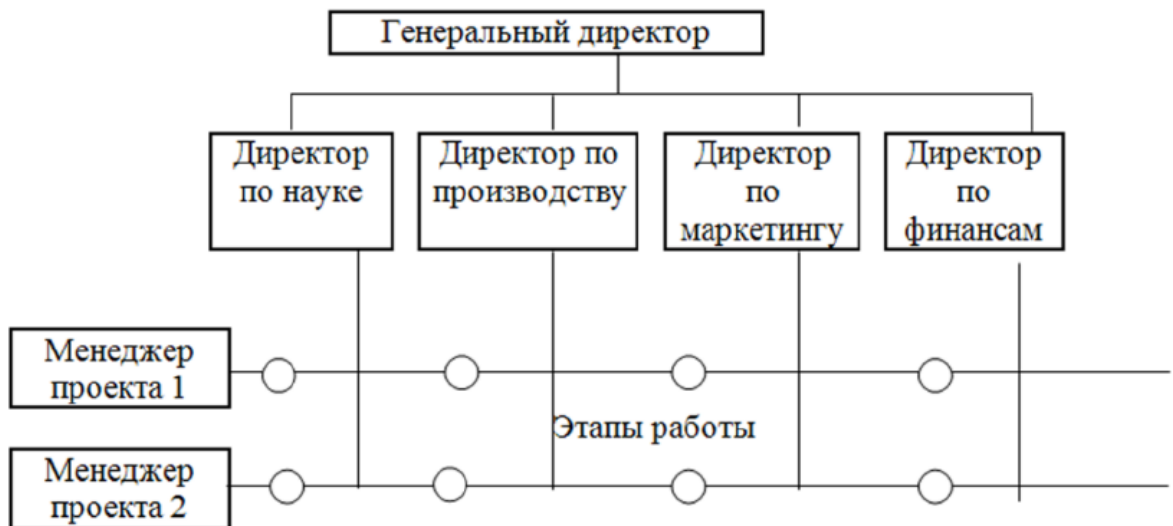 Генеральный директор
Директор
по науке
Директор по
производству
Директор
по
маркетингу
Директор
по
финансам
Менеджер
проекта 1
Этапы работы
Менеджер
проекта 2